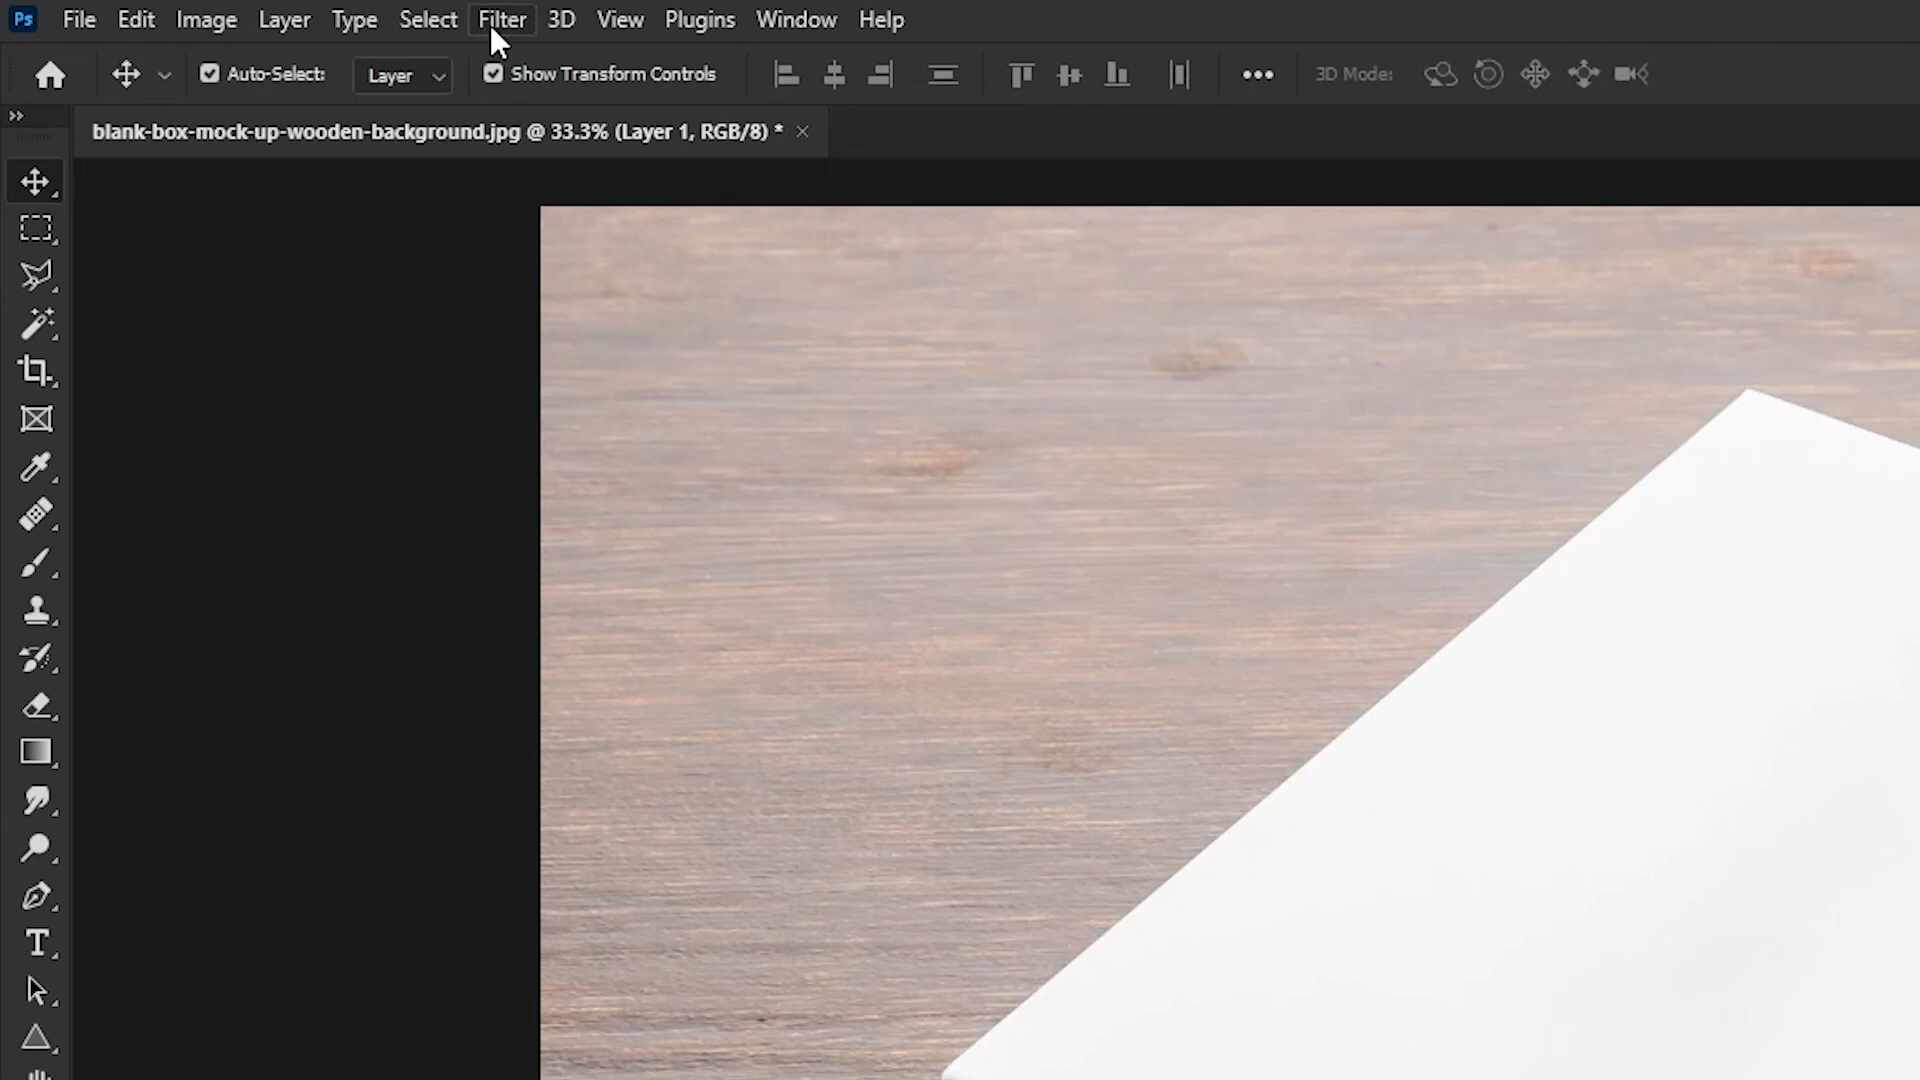 Ps File Edit Image Layer Type Select Filter 3D View Plugins Window Help
Auto-Select: Layer Show Transform Controls 3D Mode:
blank-box-mock-up-wooden-background.jpg @ 33.3% (Layer 1, RGB/8) *